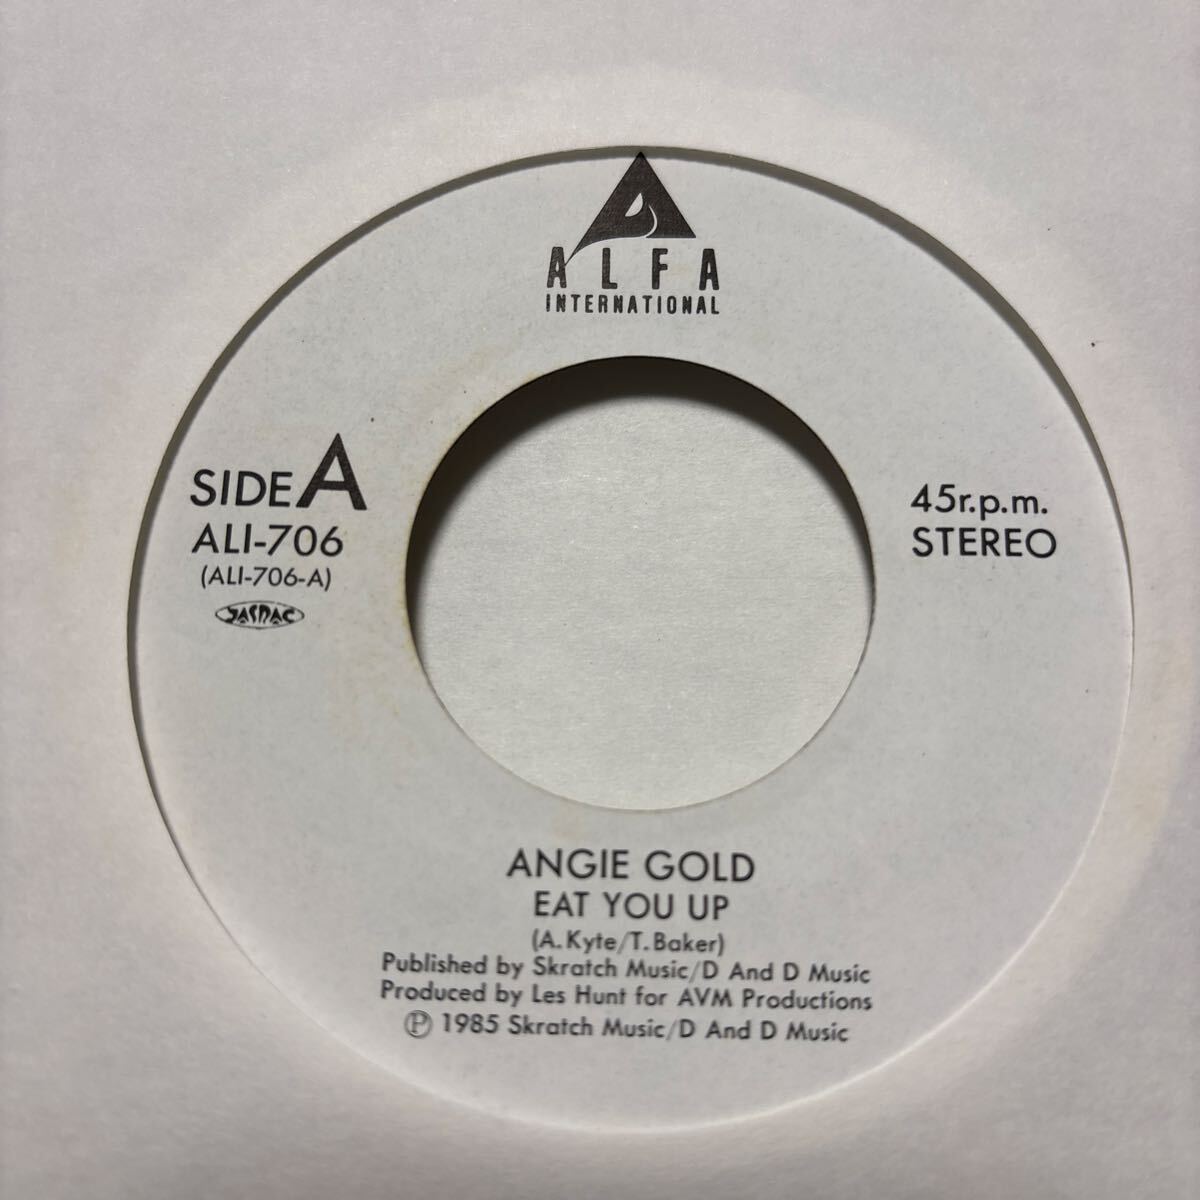 ALFA
INTERNATIONAL
SIDE A
ALI-706
(ALI-706-A)
JASRAC
45r.p.m.
STEREO
ANGIE GOLD
EAT YOU UP
(A. Kyte/T. Baker)
Published by Skratch Music/D And D Music
Produced by Les Hunt for AVM Productions
Ⓟ 1985 Skratch Music/D And D Music